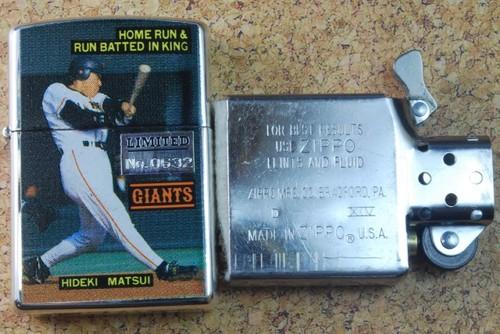 HOME RUN &
RUN BATTED IN KING
LIMITED
No.0632
GIANTS
HIDEKI MATSUI
FOR BEST RESULTS
USE ZIPPO
FLINTS AND FLUID
ZIPPO MFG. CO. BRADFORD, PA.
D XIV
MADE IN ZIPPO® U.S.A.